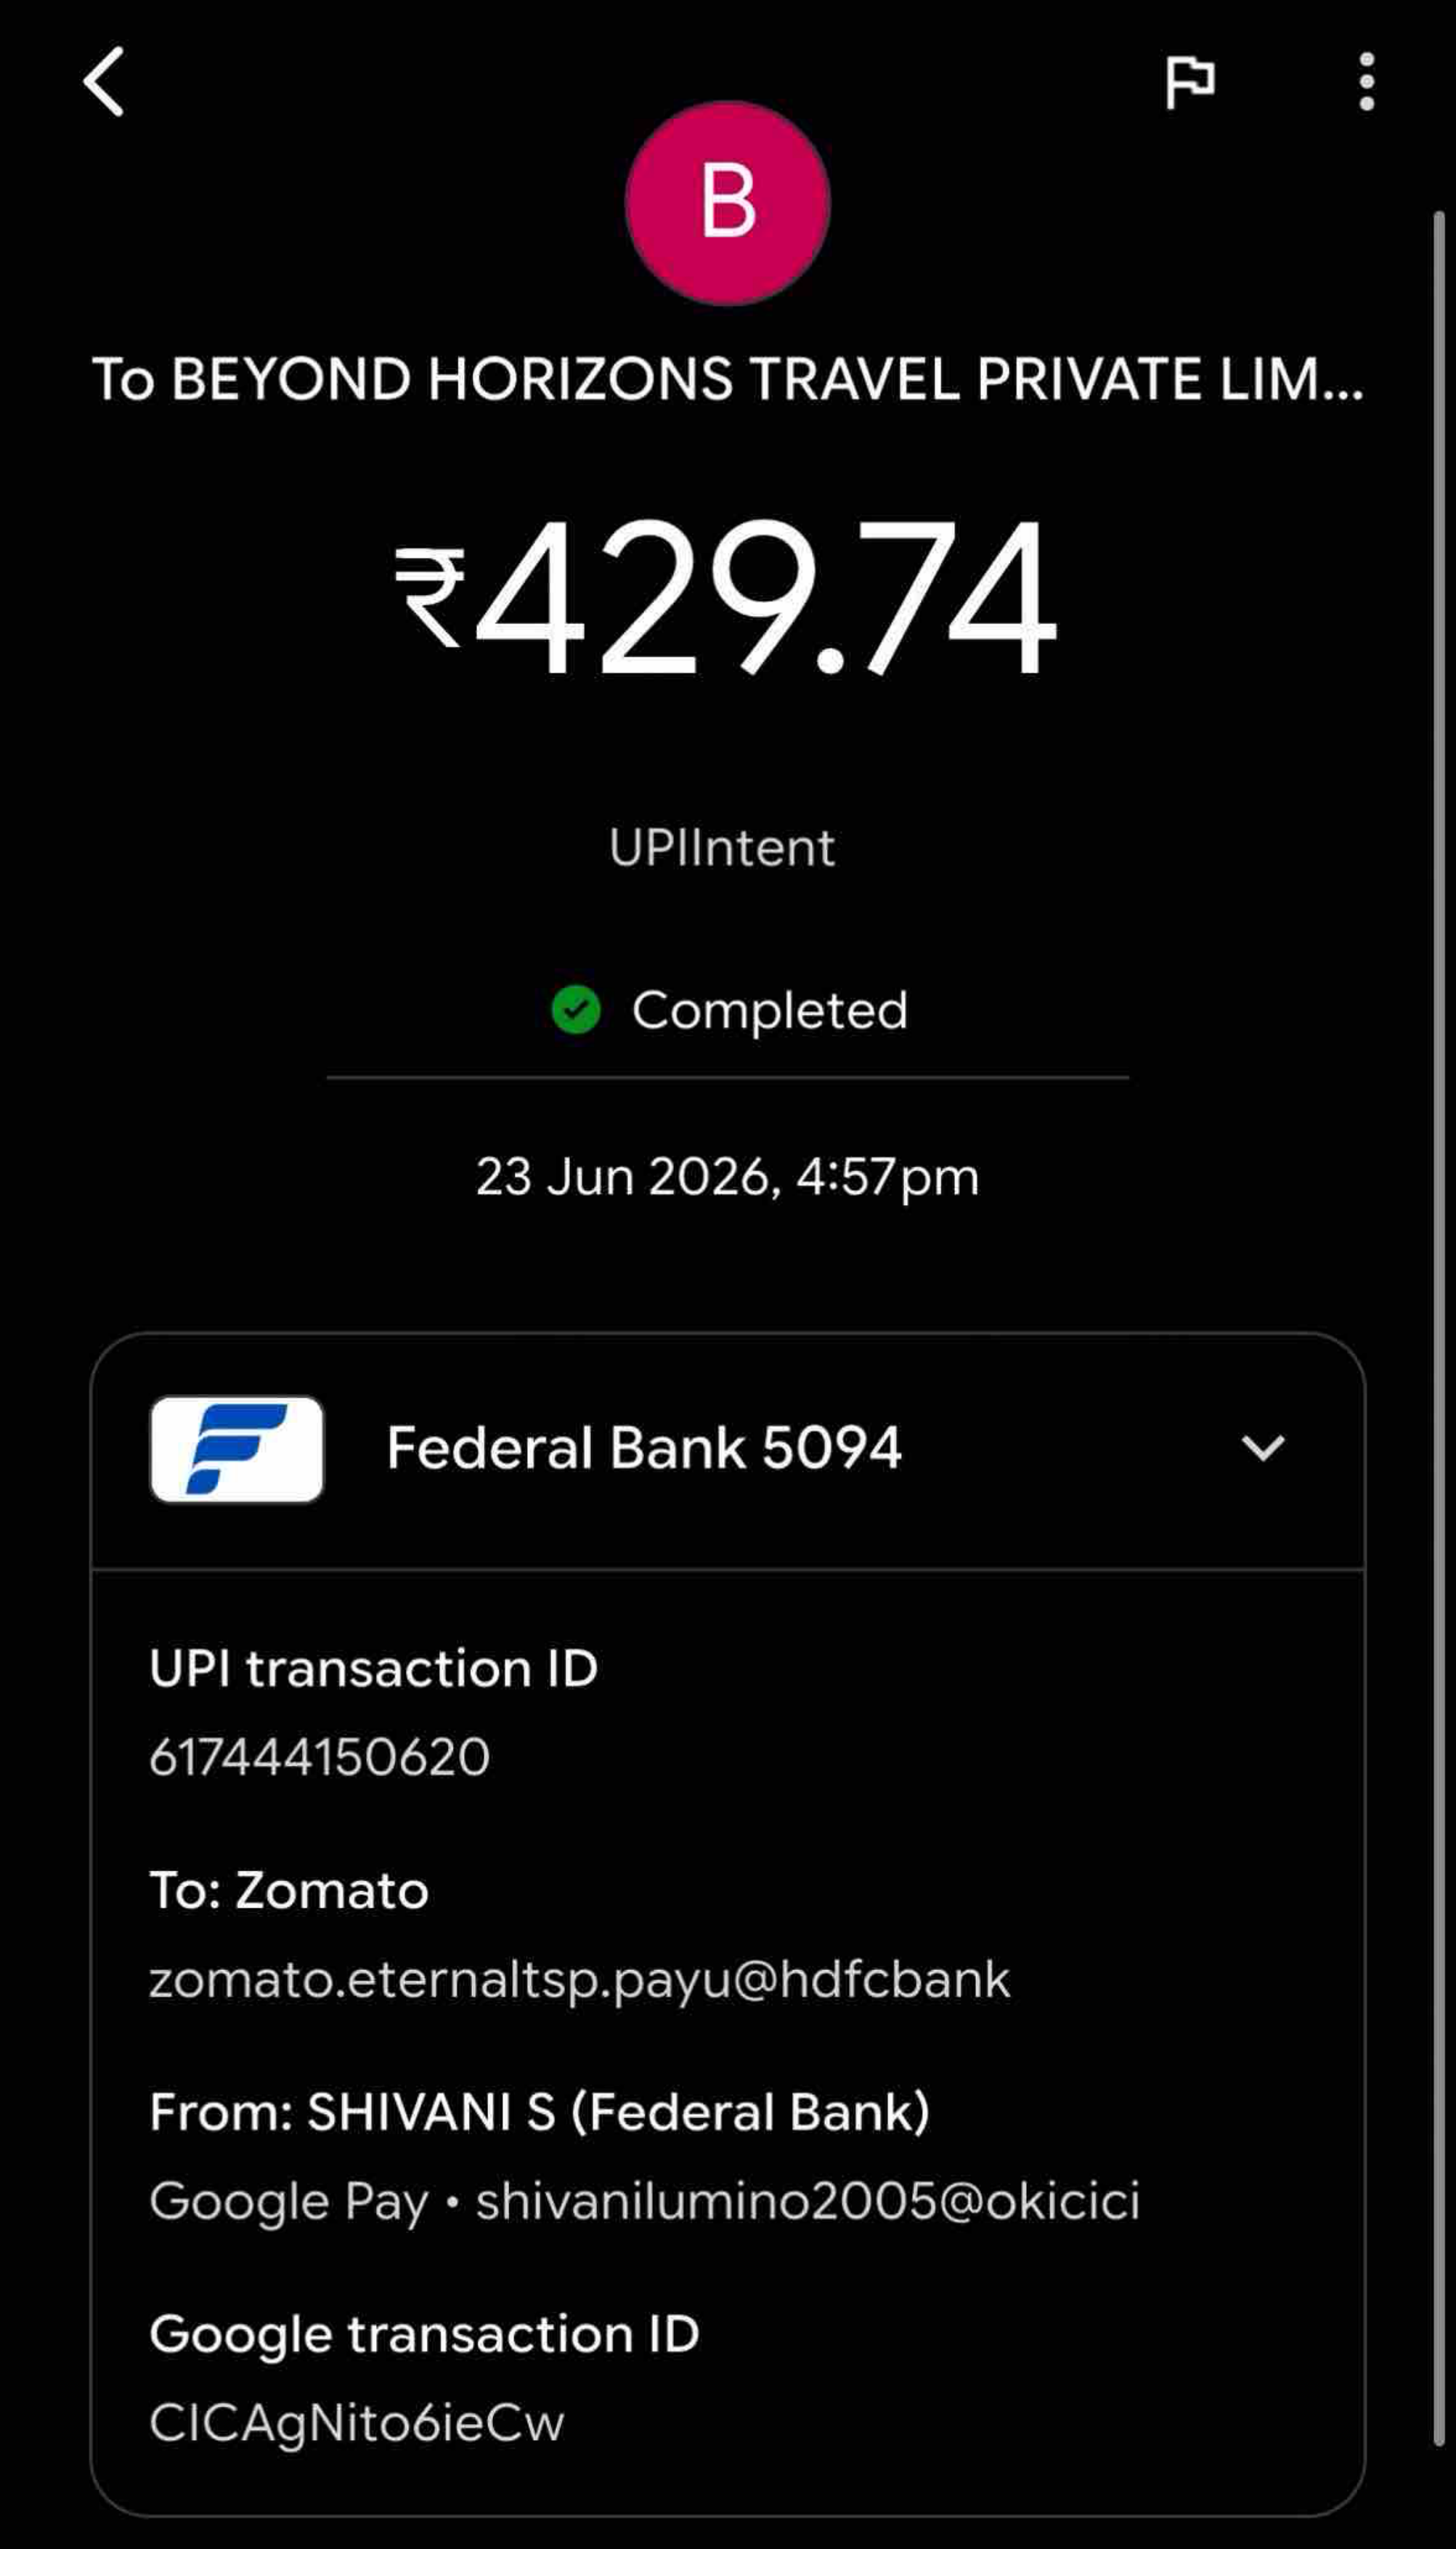 B
To BEYOND HORIZONS TRAVEL PRIVATE LIM...
₹429.74
UPIIntent
Completed
23 Jun 2026, 4:57pm
Federal Bank 5094
UPI transaction ID
617444150620
To: Zomato
zomato.eternaltsp.payu@hdfcbank
From: SHIVANI S (Federal Bank)
Google Pay • shivanilumino2005@okicici
Google transaction ID
CICAgNito6ieCw